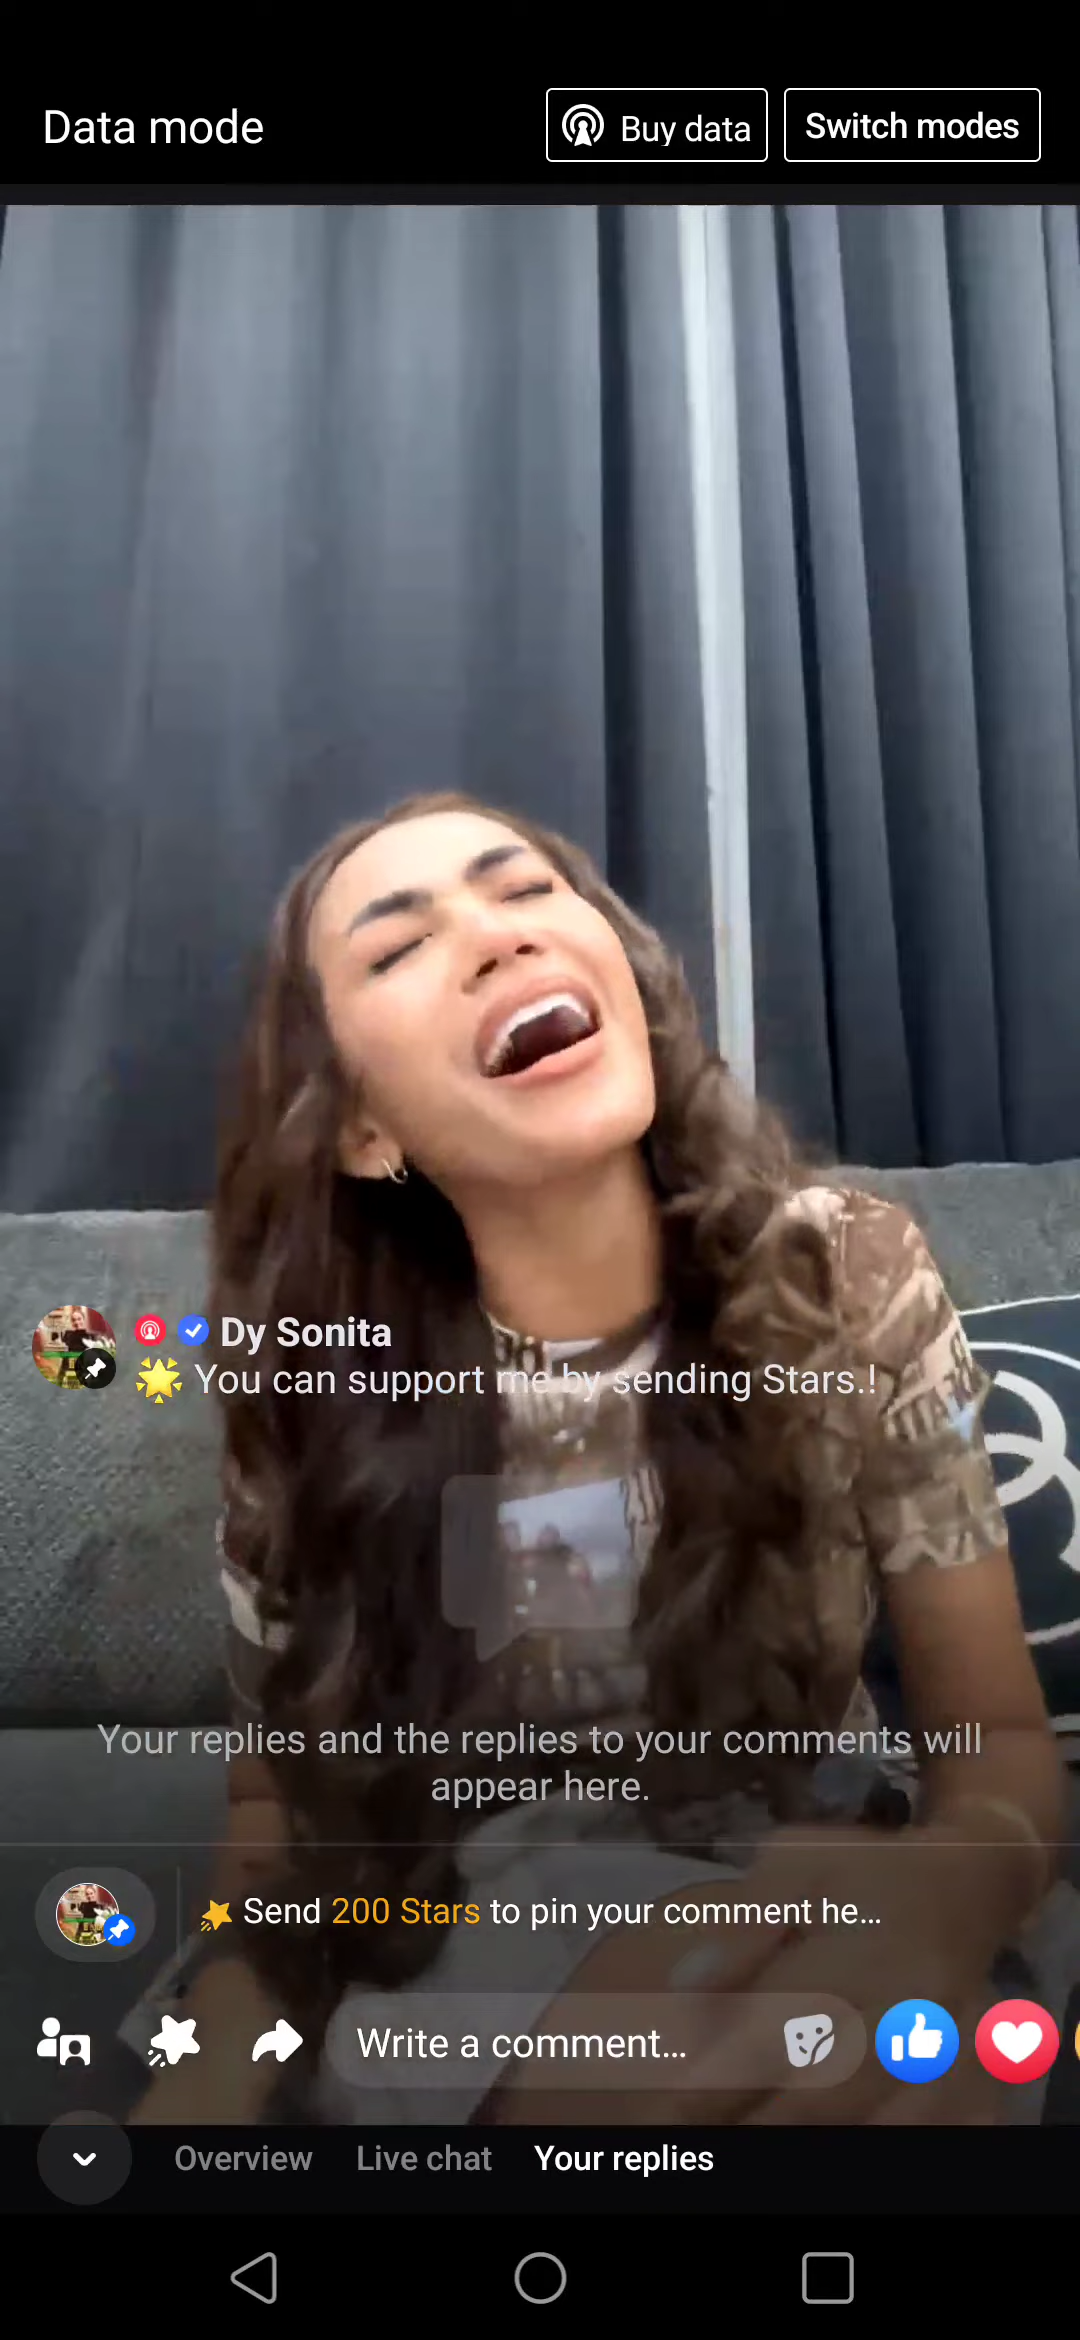 Data mode
Buy data
Switch modes
Dy Sonita
🌟 You can support me by sending Stars.!
Your replies and the replies to your comments will
appear here.
Send 200 Stars to pin your comment he...
Write a comment...
Overview
Live chat
Your replies